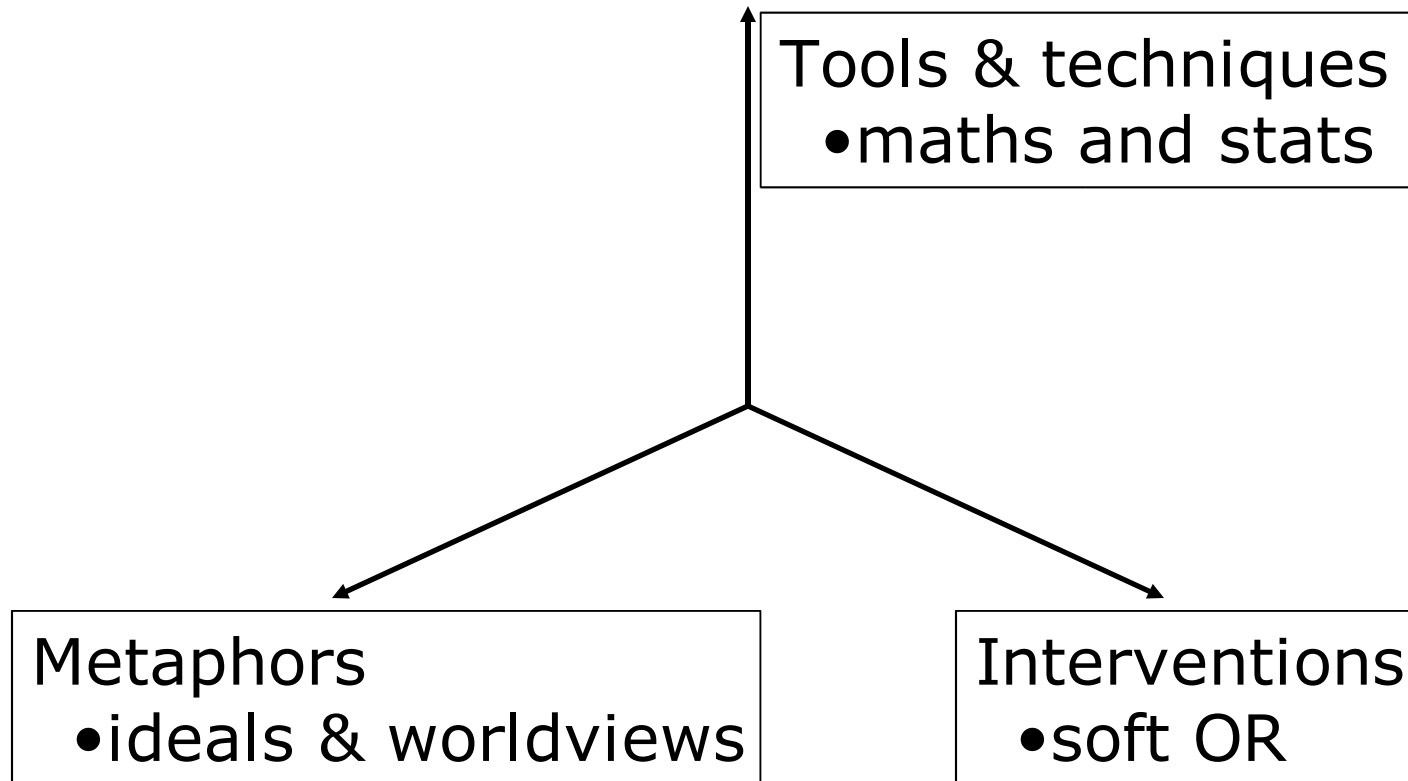 Tools & techniques
•maths and stats
Metaphors
•ideals & worldviews
Interventions
•soft OR